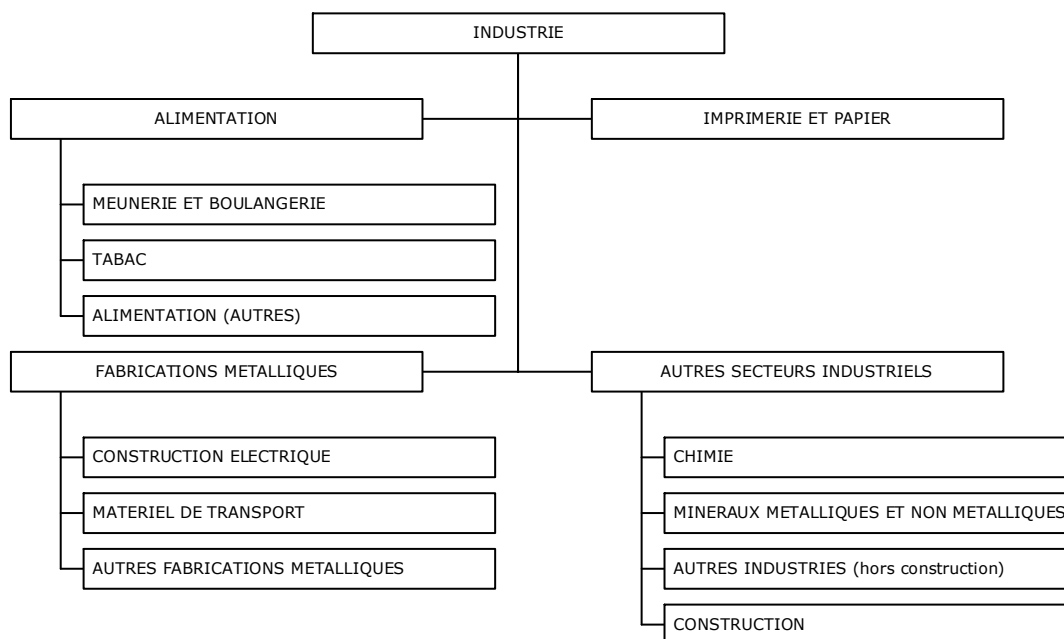 INDUSTRIE
ALIMENTATION
IMPRIMERIE ET PAPIER
MEUNERIE ET BOULANGERIE
TABAC
ALIMENTATION (AUTRES)
FABRICATIONS METALLIQUES
AUTRES SECTEURS INDUSTRIELS
CONSTRUCTION ELECTRIQUE
CHIMIE
MATERIEL DE TRANSPORT
MINERAUX METALLIQUES ET NON METALLIQUES
AUTRES FABRICATIONS METALLIQUES
AUTRES INDUSTRIES (hors construction)
CONSTRUCTION